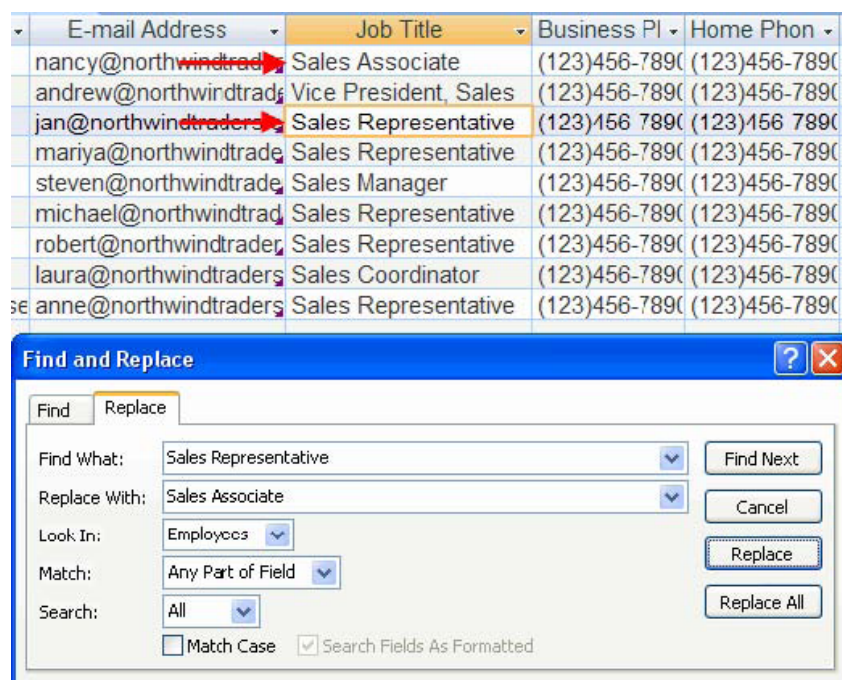 E-mail Address Job Title Business Pl Home Phon
nancy@northwindtrad Sales Associate (123)456-789( (123)456-789(
andrew@northwindtrad Vice President, Sales (123)456-789( (123)456-789(
jan@northwindtraders Sales Representative (123)456-789( (123)456-789(
mariya@northwindtrade Sales Representative (123)456-789( (123)456-789(
steven@northwindtrade Sales Manager (123)456-789( (123)456-789(
michael@northwindtrad Sales Representative (123)456-789( (123)456-789(
robert@northwindtrader Sales Representative (123)456-789( (123)456-789(
laura@northwindtraders Sales Coordinator (123)456-789( (123)456-789(
se anne@northwindtraders Sales Representative (123)456-789( (123)456-789(
Find and Replace
Find Replace
Find What: Sales Representative Find Next
Replace With: Sales Associate Cancel
Look In: Employees Replace
Match: Any Part of Field
Search: All Replace All
Match Case Search Fields As Formatted